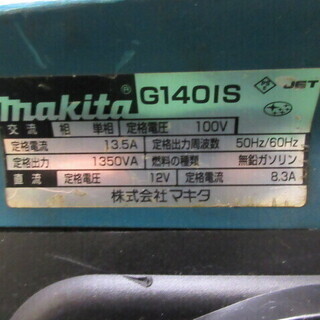 makita® G140IS JET
交流 相 単相 定格電圧 100V
定格電流 13.5A 定格出力周波数 50Hz/60Hz
定格出力 1350VA 燃料の種類 無鉛ガソリン
直流 定格電圧 12V 定格電流 8.3A
株式会社マキタ